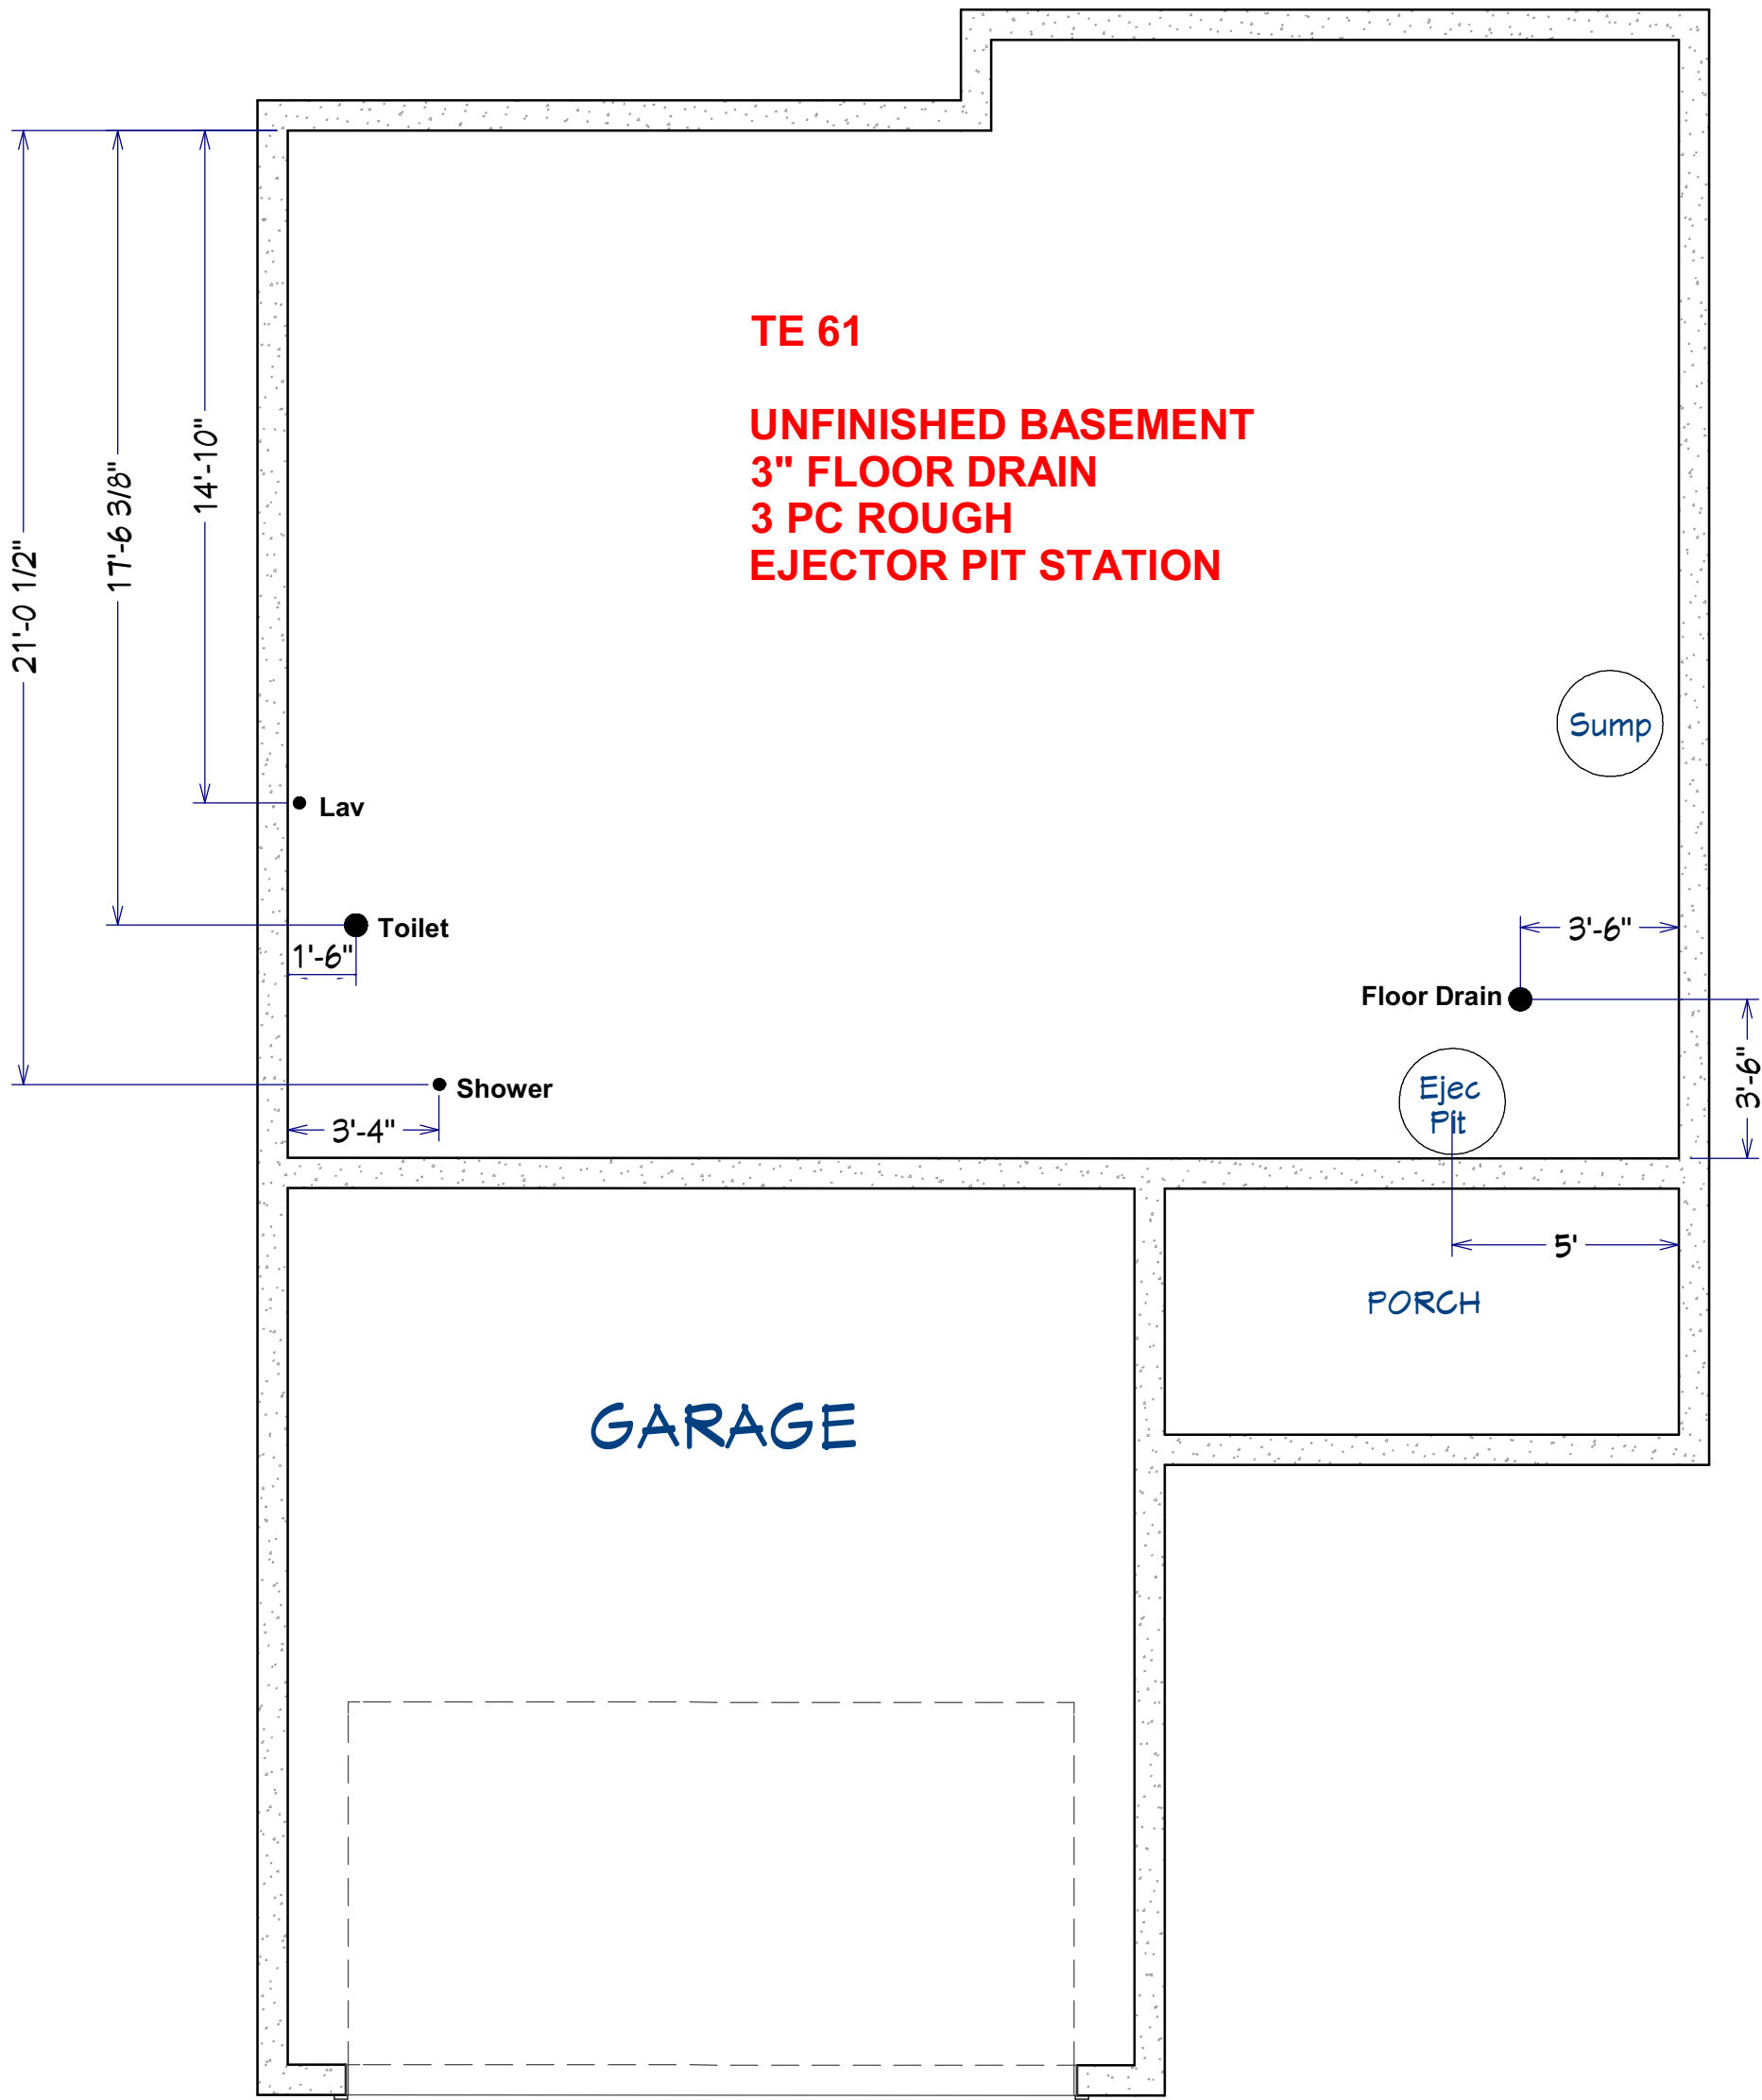 TE 61
UNFINISHED BASEMENT
3" FLOOR DRAIN
3 PC ROUGH
EJECTOR PIT STATION
21'-0 1/2"
17'-6 3/8"
14'-10"
Sump
Lav
Toilet
1'-6"
3'-6"
Floor Drain
Shower
3'-4"
Ejec
Pit
3'-6"
5'
PORCH
GARAGE